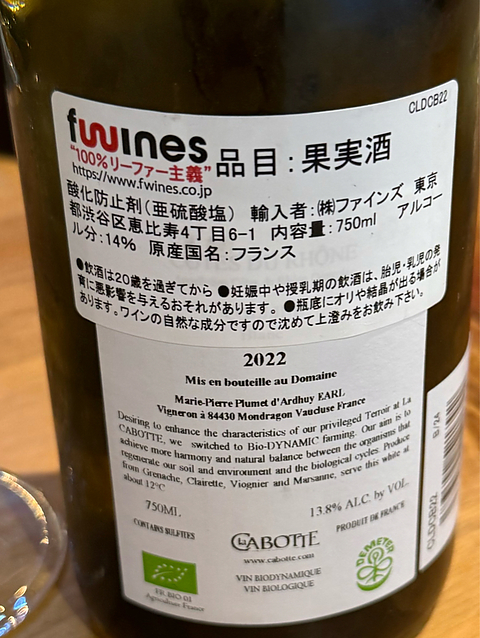 CLDCB22
fwines
"100%リーファー主義"
https://www.fwines.co.jp
品目:果実酒
酸化防止剤(亜硫酸塩) 輸入者:㈱ファインズ 東京
都渋谷区恵比寿4丁目6-1 内容量:750ml アルコー
ル分:14% 原産国名:フランス
●飲酒は20歳を過ぎてから ●妊娠中や授乳期の飲酒は、胎児・乳児の発
育に悪影響を与えるおそれがあります。 ●瓶底にオリや結晶が出る場合が
あります。ワインの自然な成分ですので沈めて上澄みをお飲み下さい。
2022
Mis en bouteille au Domaine
Marie-Pierre Plumet d'Ardhuy EARL
Vigneron à 84430 Mondragon Vaucluse France
Desiring to enhance the characteristics of our privileged Terroir at La
CABOTTE, we switched to Bio-DYNAMIC farming. Our aim is to
achieve more harmony and natural balance between the organisms that
regenerate our soil and environment and the biological cycles. Produce
from Grenache, Clairette, Viognier and Marsanne, serve this white at
about 12°C
750ML
13.8% ALC. by VOL.
CONTAINS SULFITES
PRODUIT DE FRANCE
LA CABOTTE
www.cabotte.com
DEMETER
VIN BIODYNAMIQUE
VIN BIOLOGIQUE
FR-BIO-01
Agriculture France
B/24
CLDCB22